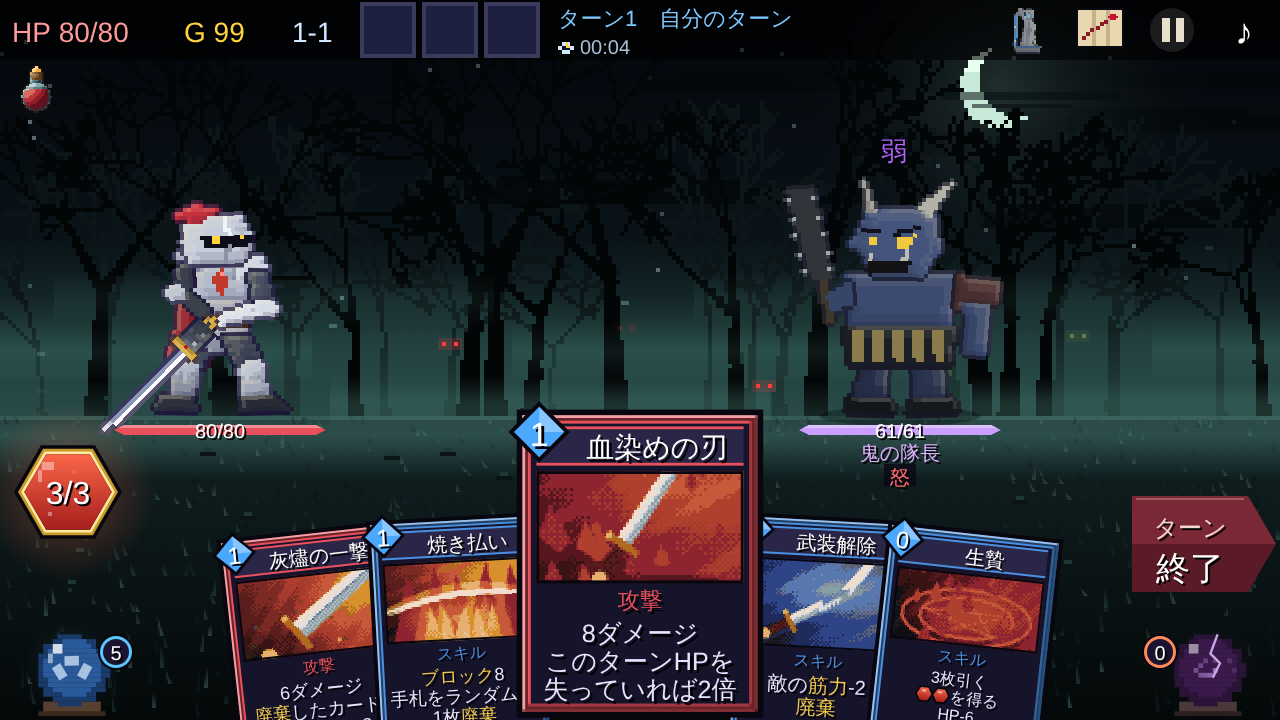 HP 80/80 G 99 1-1
ターン1 自分のターン
00:04
弱
80/80
61/61
鬼の隊長
怒
3/3
ターン
終了
1
灰燼の一撃
攻撃
6ダメージ
廃棄したカード
1
焼き払い
スキル
ブロック8
手札をランダム
1枚廃棄
1
血染めの刃
攻撃
8ダメージ
このターンHPを
失っていれば2倍
武装解除
スキル
敵の筋力-2
廃棄
0
生贄
スキル
3枚引く
を得る
HP-6
5
0